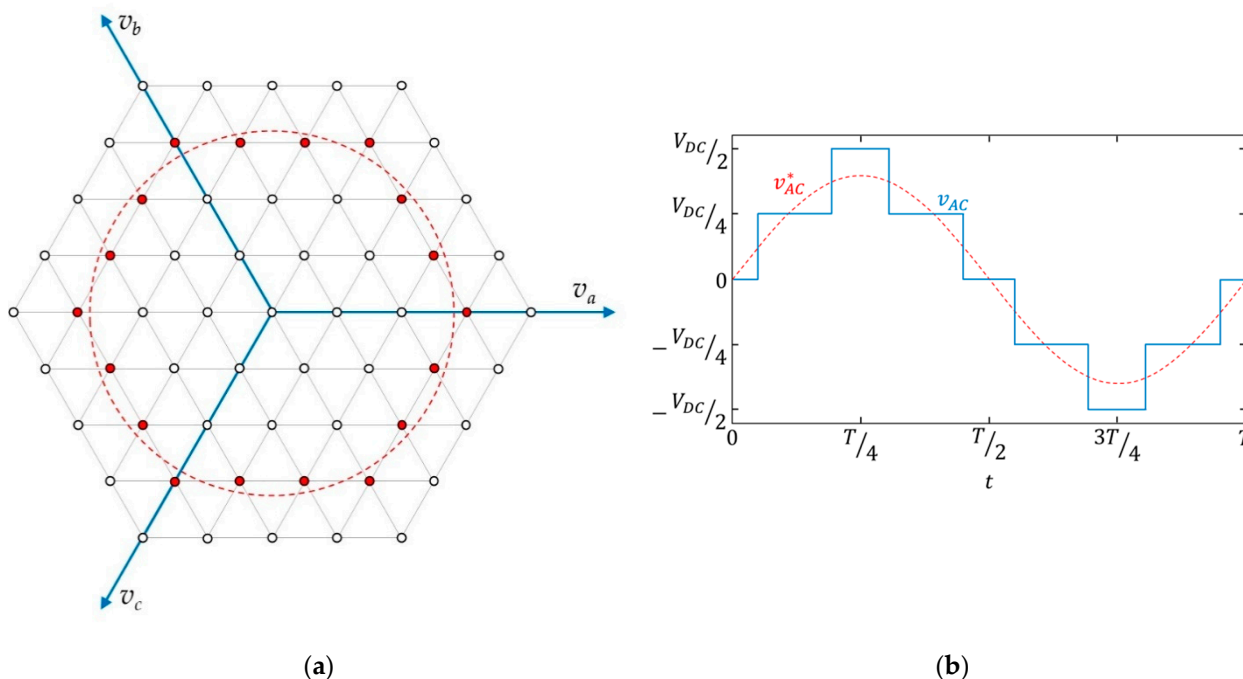 v_b
v_a
v_c
(a)
V_DC/2
V_DC/4
0
−V_DC/4
−V_DC/2
v*_AC
v_AC
0
T/4
T/2
3T/4
T
t
(b)